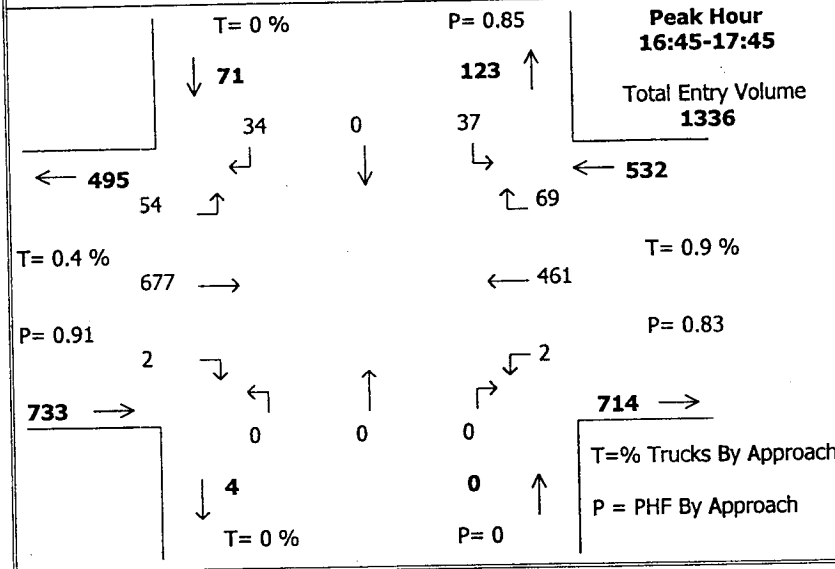 T= 0 % P= 0.85 Peak Hour
16:45-17:45
71 123 Total Entry Volume
1336
34 0 37
495 532
54 69
T= 0.4 % T= 0.9 %
677 461
P= 0.91 P= 0.83
2 2
733 714
0 0 0
T=% Trucks By Approach
4 0
P = PHF By Approach
T= 0 % P= 0